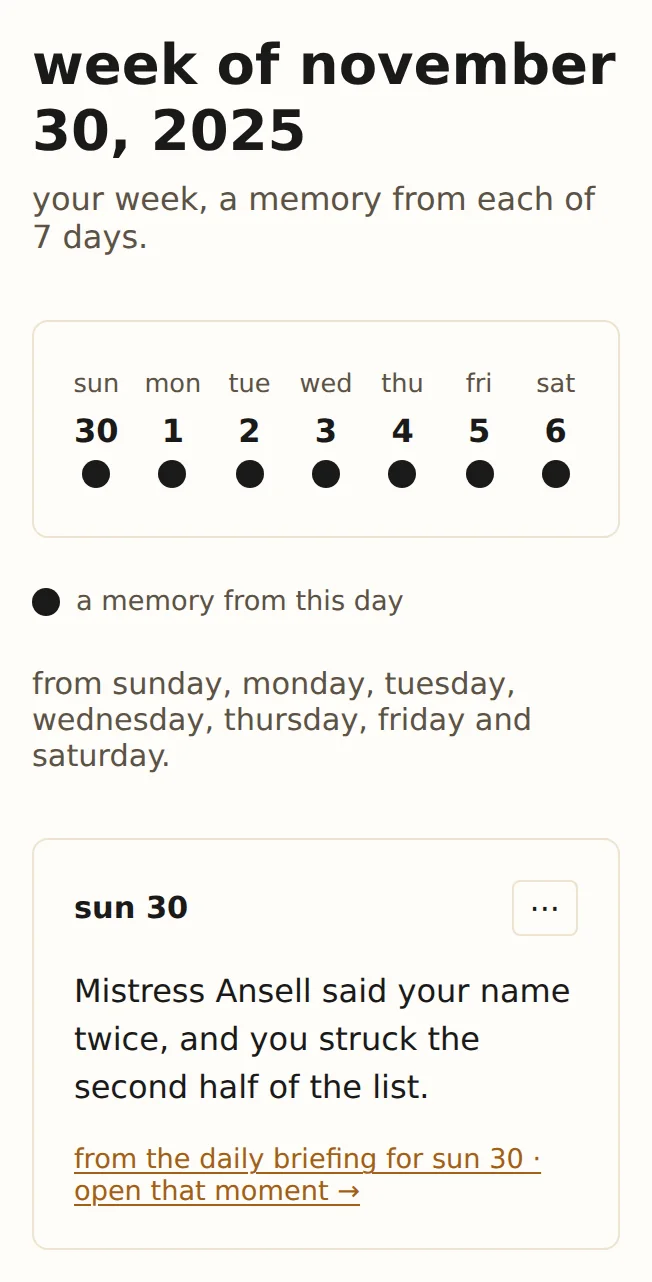 week of november
30, 2025
your week, a memory from each of
7 days.
sun mon tue wed thu fri sat
30 1 2 3 4 5 6
a memory from this day
from sunday, monday, tuesday,
wednesday, thursday, friday and
saturday.
sun 30
...
Mistress Ansell said your name
twice, and you struck the
second half of the list.
from the daily briefing for sun 30 ·
open that moment →